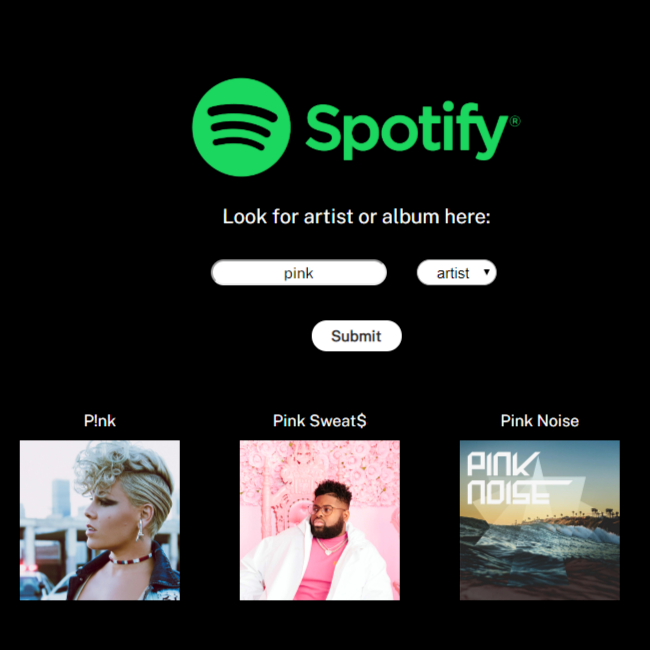 Spotify®
Look for artist or album here:
pink
artist
Submit
P!nk
Pink Sweat$
Pink Noise
PINK
NOISE